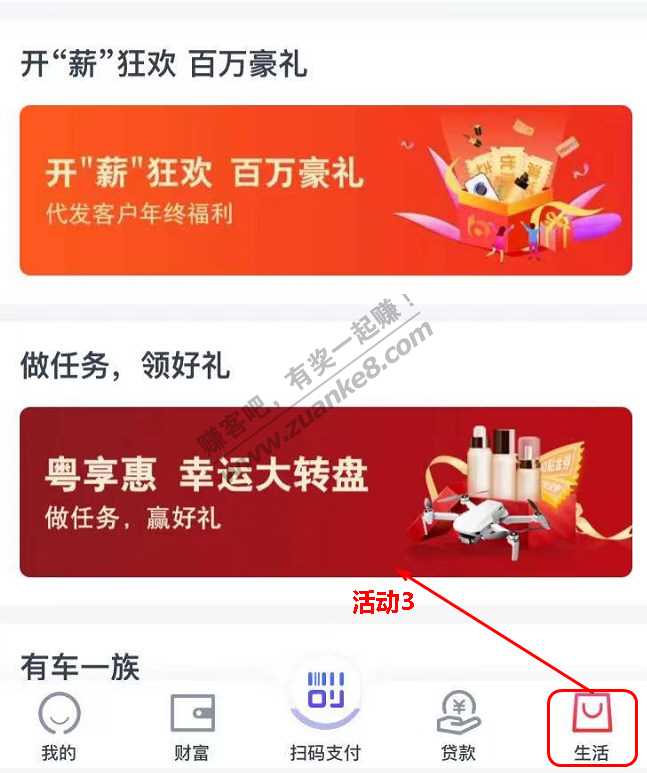 开“薪”狂欢 百万豪礼
开"薪"狂欢 百万豪礼
代发客户年终福利
赚客吧，有奖一起赚！
www.zuanke8.com
做任务，领好礼
粤享惠 幸运大转盘
做任务，赢好礼
活动3
有车一族
我的
财富
扫码支付
贷款
生活